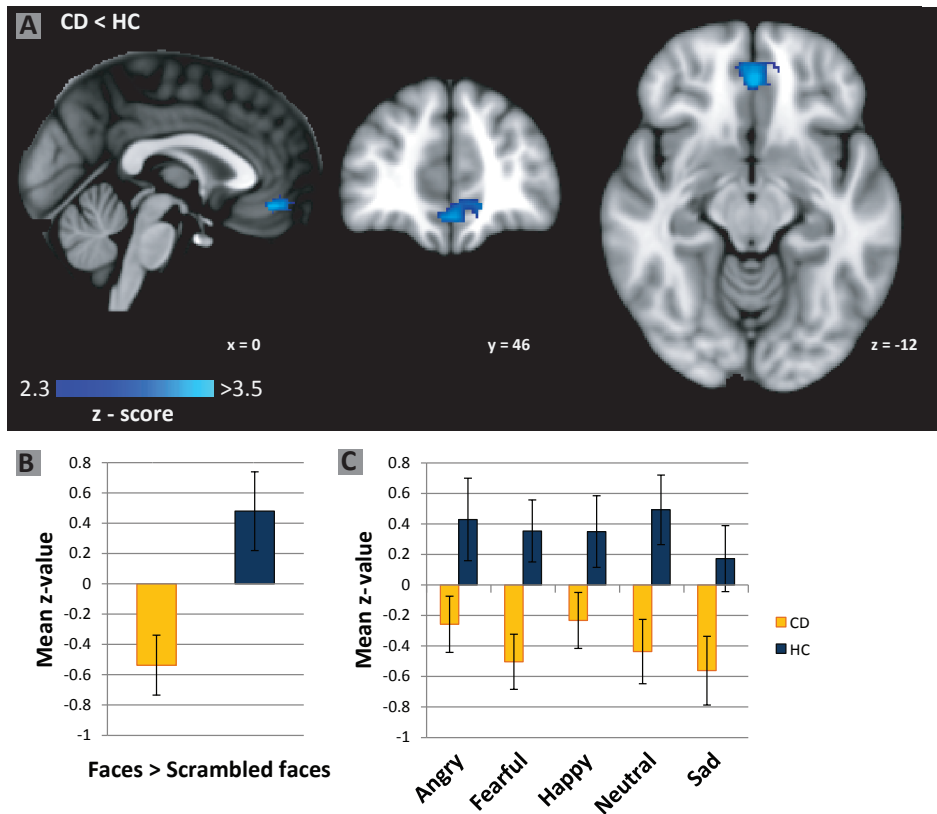 A CD < HC
x = 0
y = 46
z = -12
2.3 >3.5
z - score
B
Mean z-value
0.8
0.6
0.4
0.2
0
-0.2
-0.4
-0.6
-0.8
-1
Faces > Scrambled faces
C
Mean z-value
0.8
0.6
0.4
0.2
0
-0.2
-0.4
-0.6
-0.8
-1
Angry
Fearful
Happy
Neutral
Sad
CD
HC